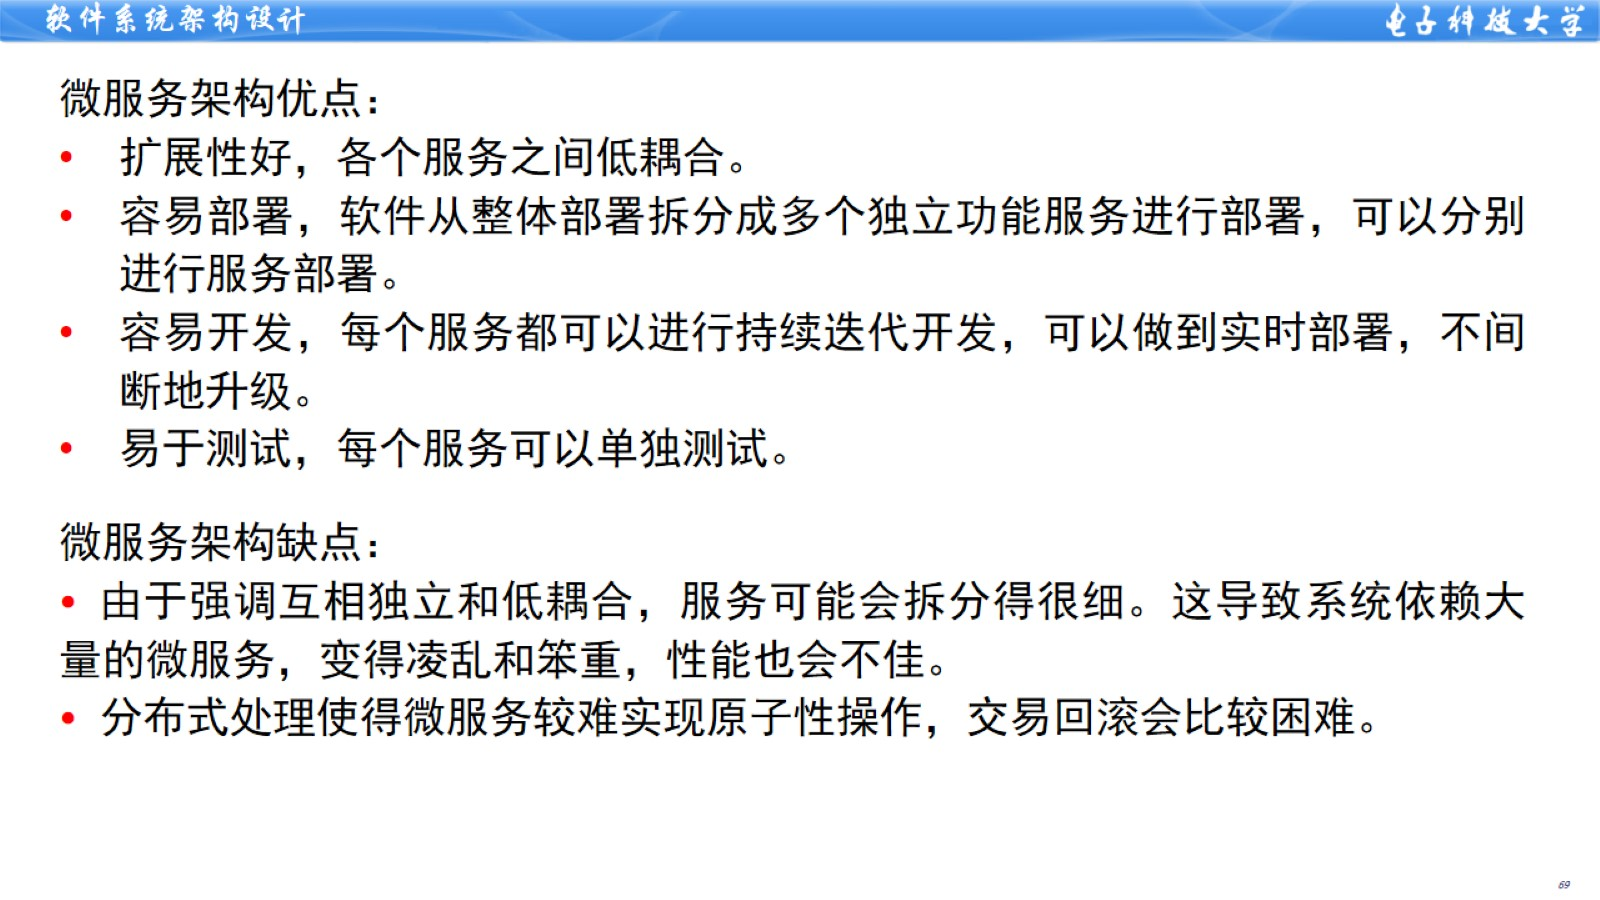 软件系统架构设计
电子科技大学
微服务架构优点：
• 扩展性好，各个服务之间低耦合。
• 容易部署，软件从整体部署拆分成多个独立功能服务进行部署，可以分别
进行服务部署。
• 容易开发，每个服务都可以进行持续迭代开发，可以做到实时部署，不间
断地升级。
• 易于测试，每个服务可以单独测试。
微服务架构缺点：
• 由于强调互相独立和低耦合，服务可能会拆分得很细。这导致系统依赖大
量的微服务，变得凌乱和笨重，性能也会不佳。
• 分布式处理使得微服务较难实现原子性操作，交易回滚会比较困难。
69